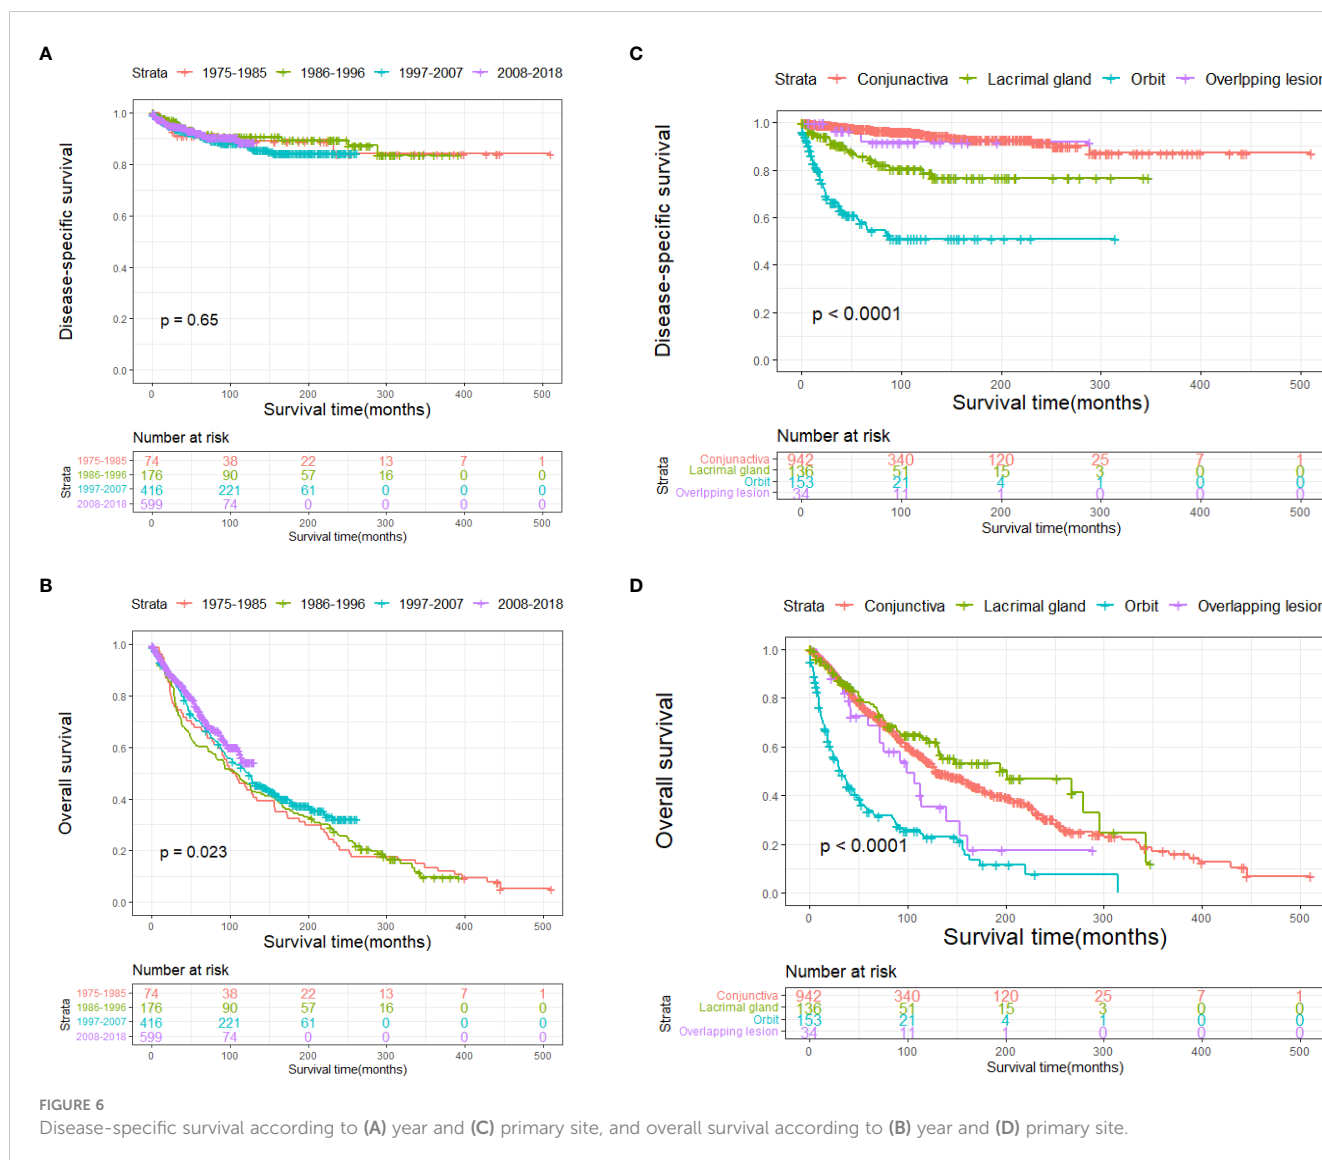 A
Strata 1975-1985 1986-1996 1997-2007 2008-2018
Disease-specific survival
1.0
0.8
0.6
0.4
0.2
0.0
p = 0.65
0 100 200 300 400 500
Survival time(months)
Number at risk
Strata
1975-1985 74 38 22 13 7 1
1986-1996 176 90 57 16 0 0
1997-2007 416 221 61 0 0 0
2008-2018 599 74 0 0 0 0
0 100 200 300 400 500
Survival time(months)
B
Strata 1975-1985 1986-1996 1997-2007 2008-2018
Overall survival
1.0
0.8
0.6
0.4
0.2
0.0
p = 0.023
0 100 200 300 400 500
Survival time(months)
Number at risk
Strata
1975-1985 74 38 22 13 7 1
1986-1996 176 90 57 16 0 0
1997-2007 416 221 61 0 0 0
2008-2018 599 74 0 0 0 0
0 100 200 300 400 500
Survival time(months)
C
Strata Conjunactiva Lacrimal gland Orbit Overlpping lesion
Disease-specific survival
1.0
0.8
0.6
0.4
0.2
0.0
p < 0.0001
0 100 200 300 400 500
Survival time(months)
Number at risk
Strata
Conjunactiva 942 340 120 25 7 1
Lacrimal gland 136 51 15 3 0 0
Orbit 153 21 4 1 0 0
Overlpping lesion 34 11 1 0 0 0
0 100 200 300 400 500
Survival time(months)
D
Strata Conjunctiva Lacrimal gland Orbit Overlapping lesion
Overall survival
1.0
0.8
0.6
0.4
0.2
0.0
p < 0.0001
0 100 200 300 400 500
Survival time(months)
Number at risk
Strata
Conjunctiva 942 340 120 25 7 1
Lacrimal gland 136 51 15 3 0 0
Orbit 153 21 4 1 0 0
Overlapping lesion 34 11 1 0 0 0
0 100 200 300 400 500
Survival time(months)
FIGURE 6
Disease-specific survival according to (A) year and (C) primary site, and overall survival according to (B) year and (D) primary site.